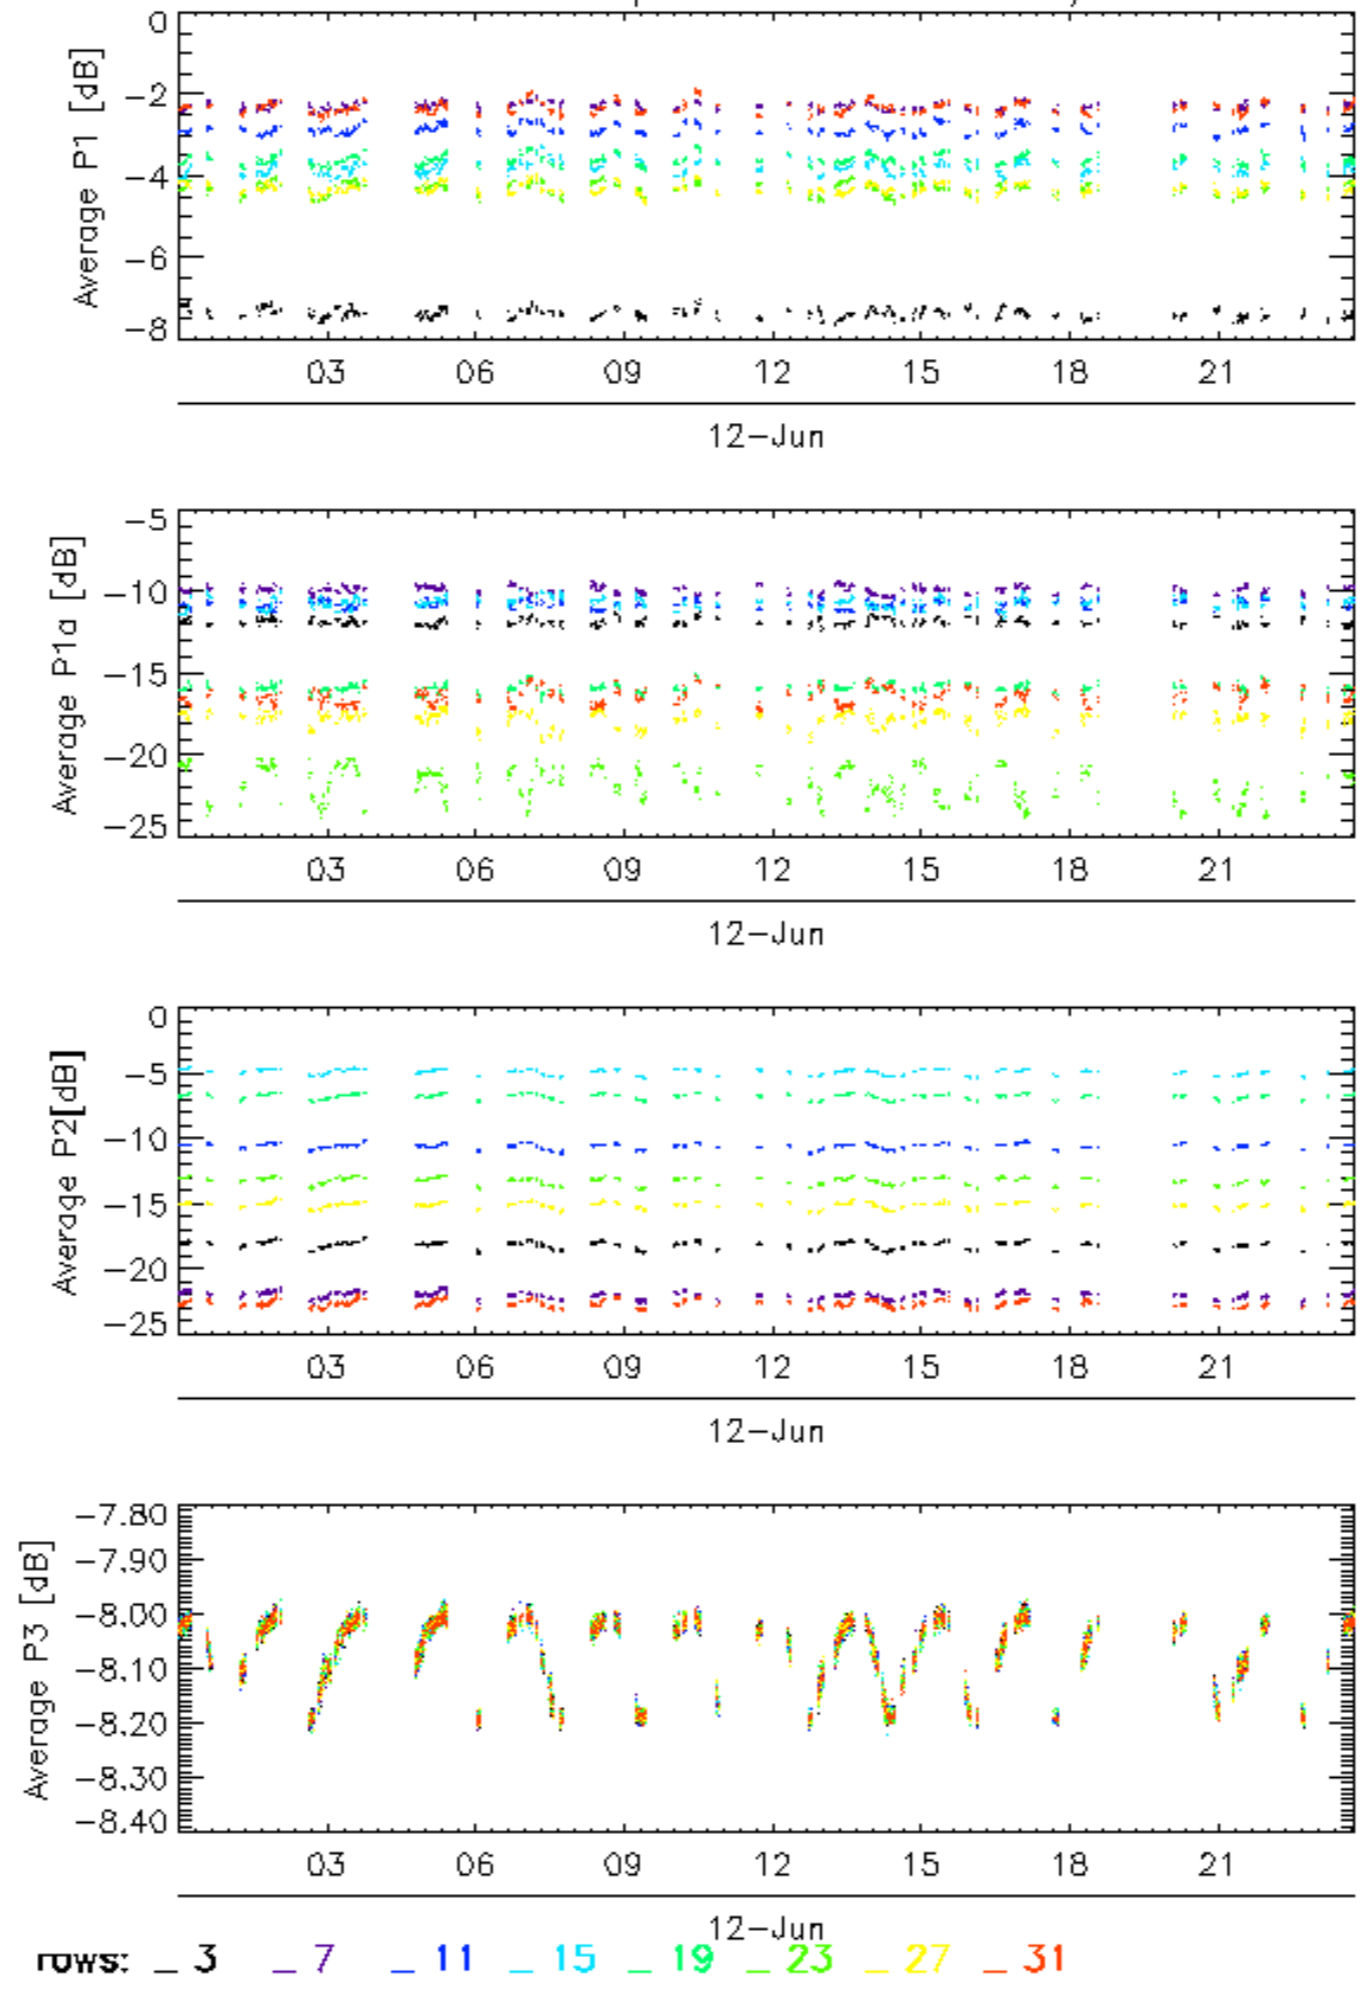 0
−2
−4
−6
−8
Average P1 [dB]
03 06 09 12 15 18 21
12−Jun
−5
−10
−15
−20
−25
Average P1a [dB]
03 06 09 12 15 18 21
12−Jun
0
−5
−10
−15
−20
−25
Average P2[dB]
03 06 09 12 15 18 21
12−Jun
−7.80
−7.90
−8.00
−8.10
−8.20
−8.30
−8.40
Average P3 [dB]
03 06 09 12 15 18 21
12−Jun
rows: _ 3 _ 7 _ 11 _ 15 _ 19 _ 23 _ 27 _ 31